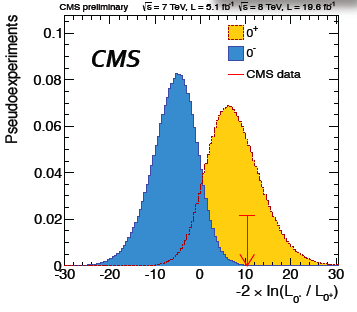 CMS preliminary √s = 7 TeV, L = 5.1 fb⁻¹ √s = 8 TeV, L = 19.6 fb⁻¹
CMS
0⁺
0⁻
CMS data
Pseudoexperiments
0.1
0.08
0.06
0.04
0.02
0
-30 -20 -10 0 10 20 30
-2 × ln(L₀₋ / L₀₊)